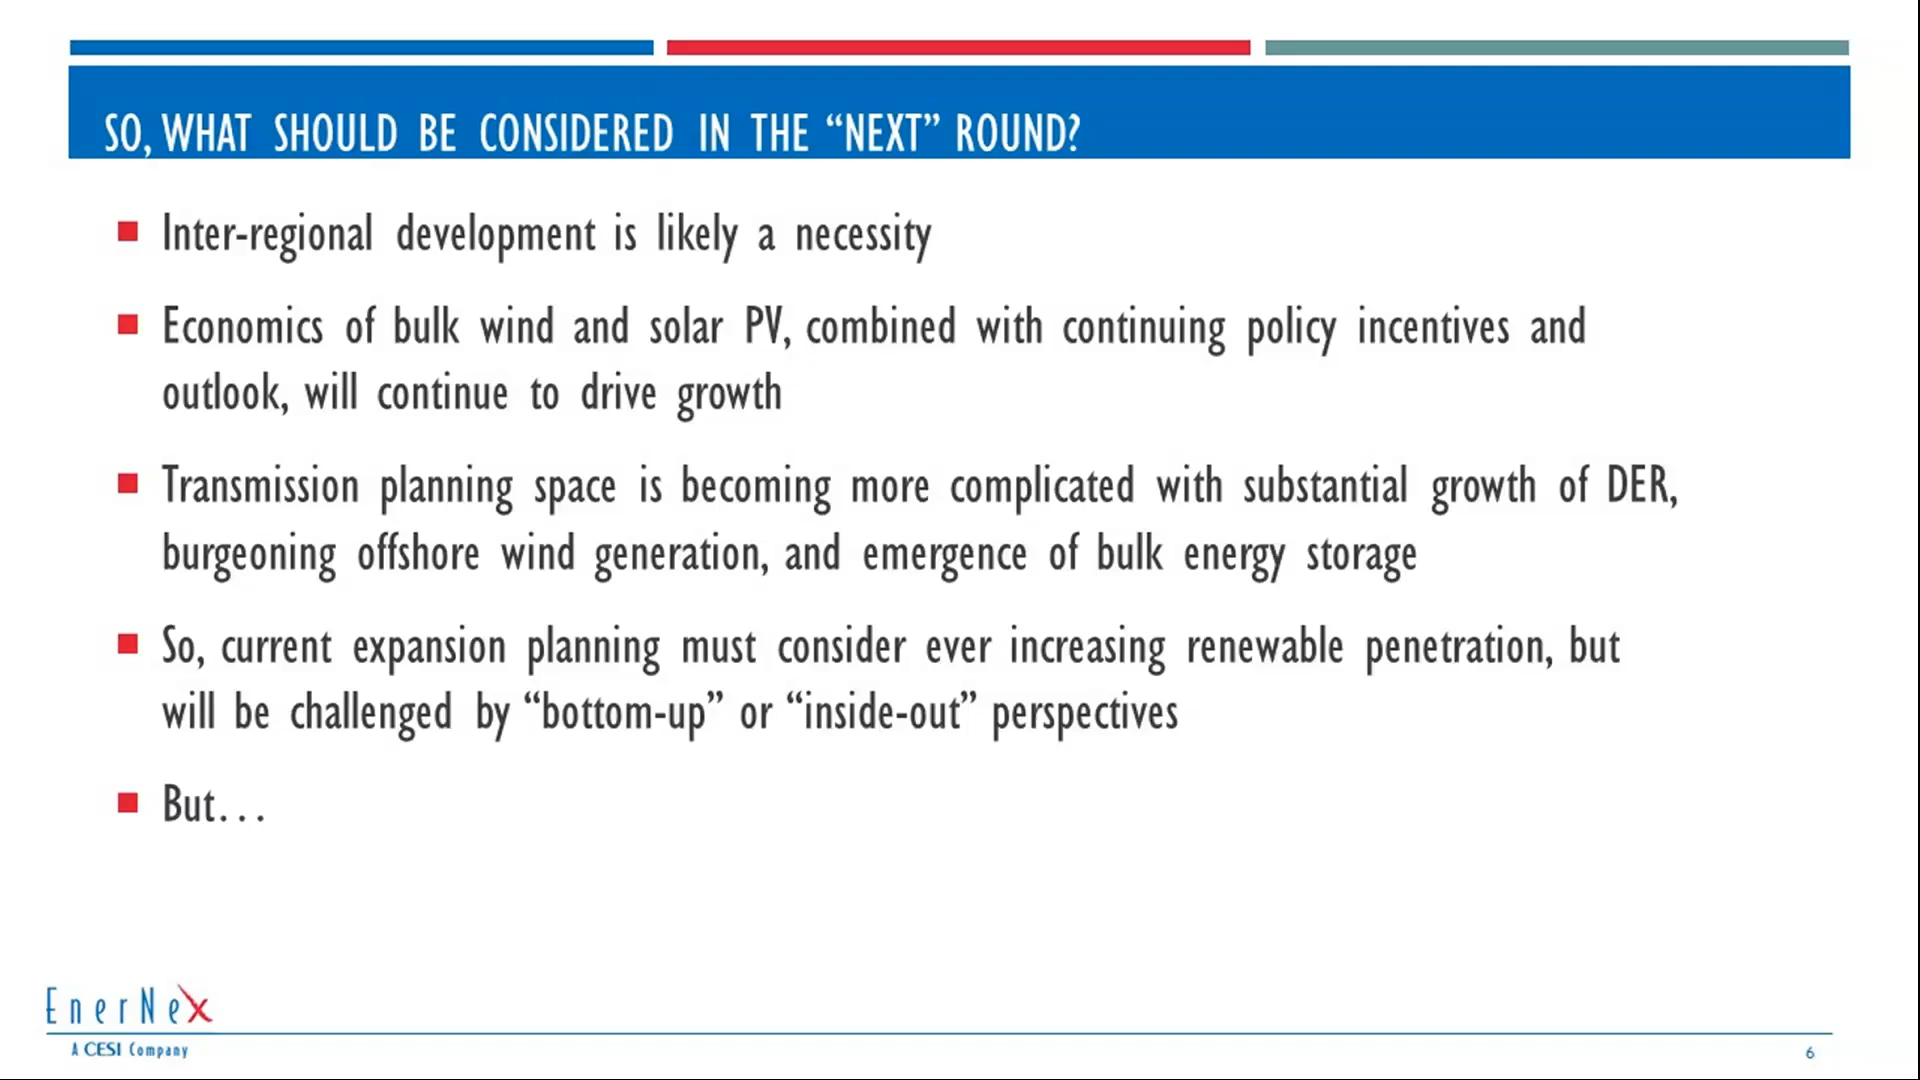 SO, WHAT SHOULD BE CONSIDERED IN THE “NEXT” ROUND?
Inter-regional development is likely a necessity
Economics of bulk wind and solar PV, combined with continuing policy incentives and
outlook, will continue to drive growth
Transmission planning space is becoming more complicated with substantial growth of DER,
burgeoning offshore wind generation, and emergence of bulk energy storage
So, current expansion planning must consider ever increasing renewable penetration, but
will be challenged by “bottom-up” or “inside-out” perspectives
But…
EnerNex
A CESI Company
6